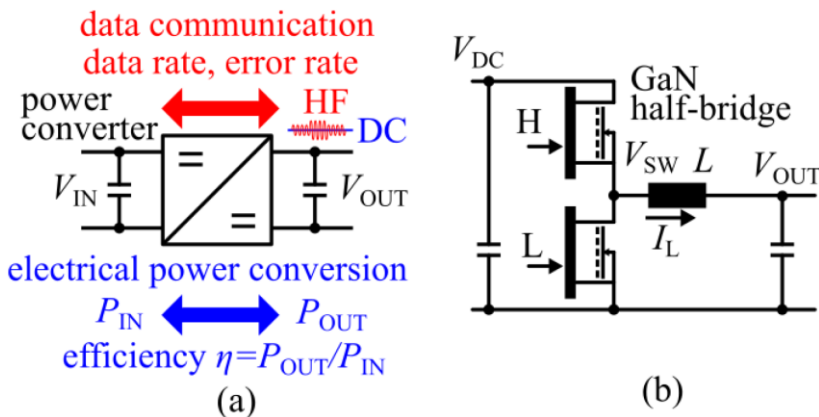 data communication
data rate, error rate
power
converter
HF
DC
=
=
V_IN
V_OUT
electrical power conversion
P_IN
P_OUT
efficiency η=P_OUT/P_IN
(a)
V_DC
GaN
half-bridge
H
V_SW
L
V_OUT
L
I_L
(b)